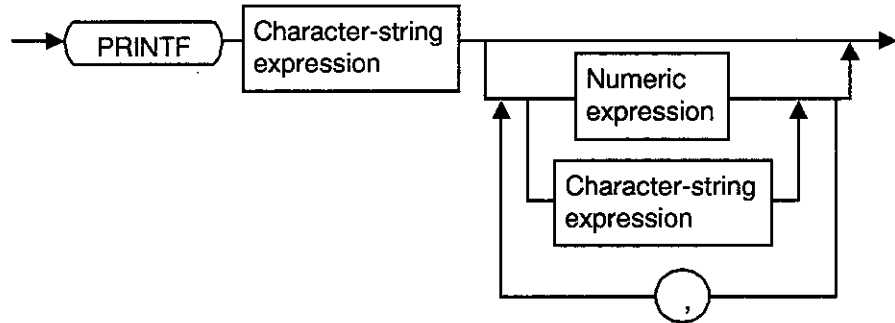 PRINTF
Character-string
expression
Numeric
expression
Character-string
expression
,